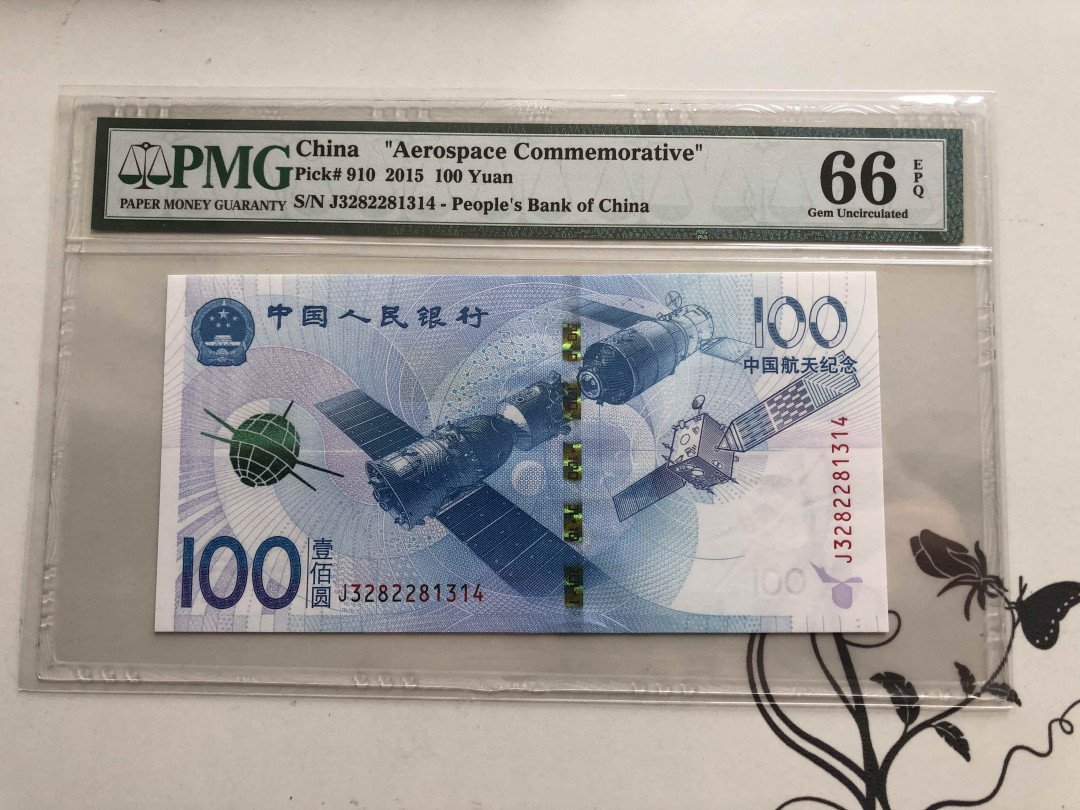 PMG
PAPER MONEY GUARANTY
China "Aerospace Commemorative"
Pick# 910 2015 100 Yuan
S/N J3282281314 - People's Bank of China
66
EPQ
Gem Uncirculated
中国人民银行
100
中国航天纪念
J3282281314
100
壹佰圆
J3282281314
100